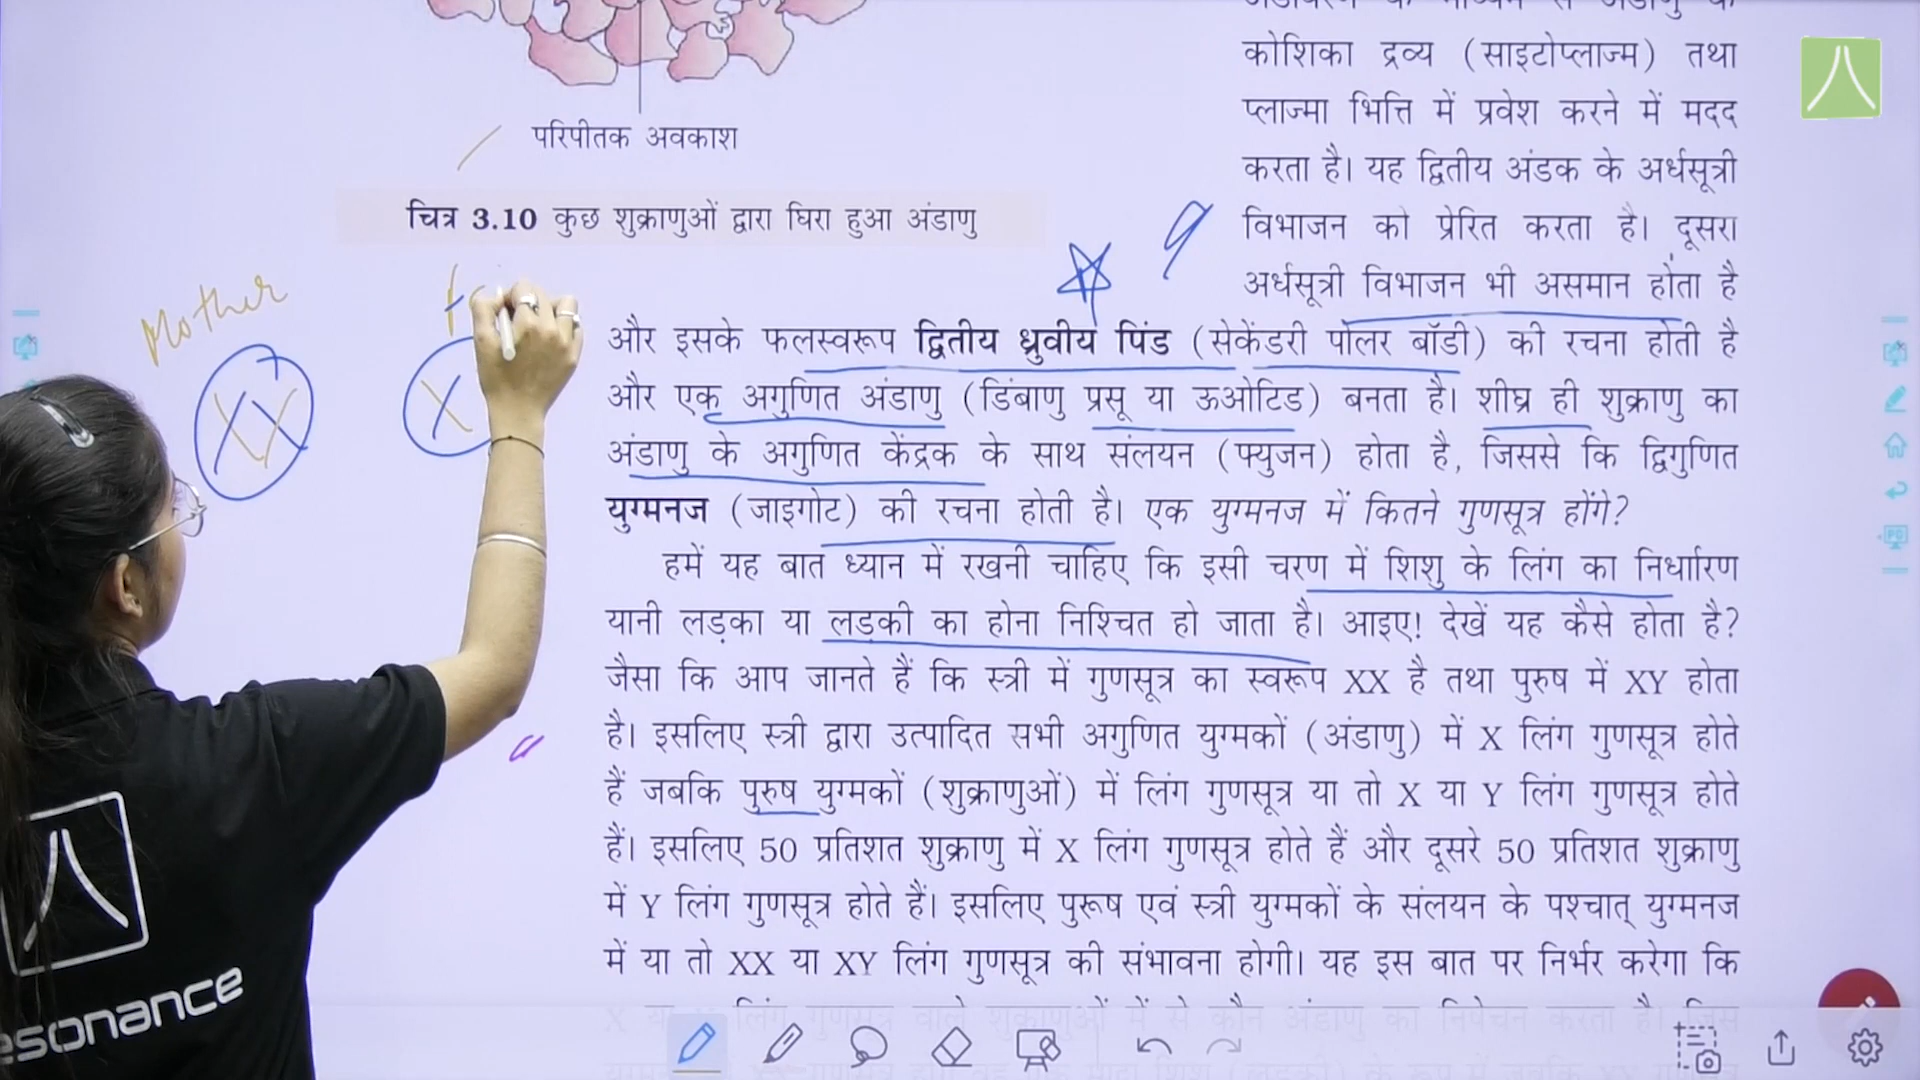 कोशिका द्रव्य (साइटोप्लाज्म) तथा
प्लाज्मा भित्ति में प्रवेश करने में मदद
करता है। यह द्वितीय अंडक के अर्धसूत्री
विभाजन को प्रेरित करता है। दूसरा
अर्धसूत्री विभाजन भी असमान होता है
परिपीतक अवकाश
चित्र 3.10 कुछ शुक्राणुओं द्वारा घिरा हुआ अंडाणु
Mother
XX
X
और इसके फलस्वरूप द्वितीय ध्रुवीय पिंड (सेकेंडरी पोलर बॉडी) की रचना होती है
और एक अगुणित अंडाणु (डिंबाणु प्रसू या ऊओटिड) बनता है। शीघ्र ही शुक्राणु का
अंडाणु के अगुणित केंद्रक के साथ संलयन (फ्युजन) होता है, जिससे कि द्विगुणित
युग्मनज (जाइगोट) की रचना होती है। एक युग्मनज में कितने गुणसूत्र होंगे?
हमें यह बात ध्यान में रखनी चाहिए कि इसी चरण में शिशु के लिंग का निर्धारण
यानी लड़का या लड़की का होना निश्चित हो जाता है। आइए! देखें यह कैसे होता है?
जैसा कि आप जानते हैं कि स्त्री में गुणसूत्र का स्वरूप XX है तथा पुरुष में XY होता
है। इसलिए स्त्री द्वारा उत्पादित सभी अगुणित युग्मकों (अंडाणु) में X लिंग गुणसूत्र होते
हैं जबकि पुरुष युग्मकों (शुक्राणुओं) में लिंग गुणसूत्र या तो X या Y लिंग गुणसूत्र होते
हैं। इसलिए 50 प्रतिशत शुक्राणु में X लिंग गुणसूत्र होते हैं और दूसरे 50 प्रतिशत शुक्राणु
में Y लिंग गुणसूत्र होते हैं। इसलिए पुरूष एवं स्त्री युग्मकों के संलयन के पश्चात् युग्मनज
में या तो XX या XY लिंग गुणसूत्र की संभावना होगी। यह इस बात पर निर्भर करेगा कि
X या Y लिंग गुणसूत्र वाले शुक्राणुओं में से कौन अंडाणु का निषेचन करता है। जिस
esonance